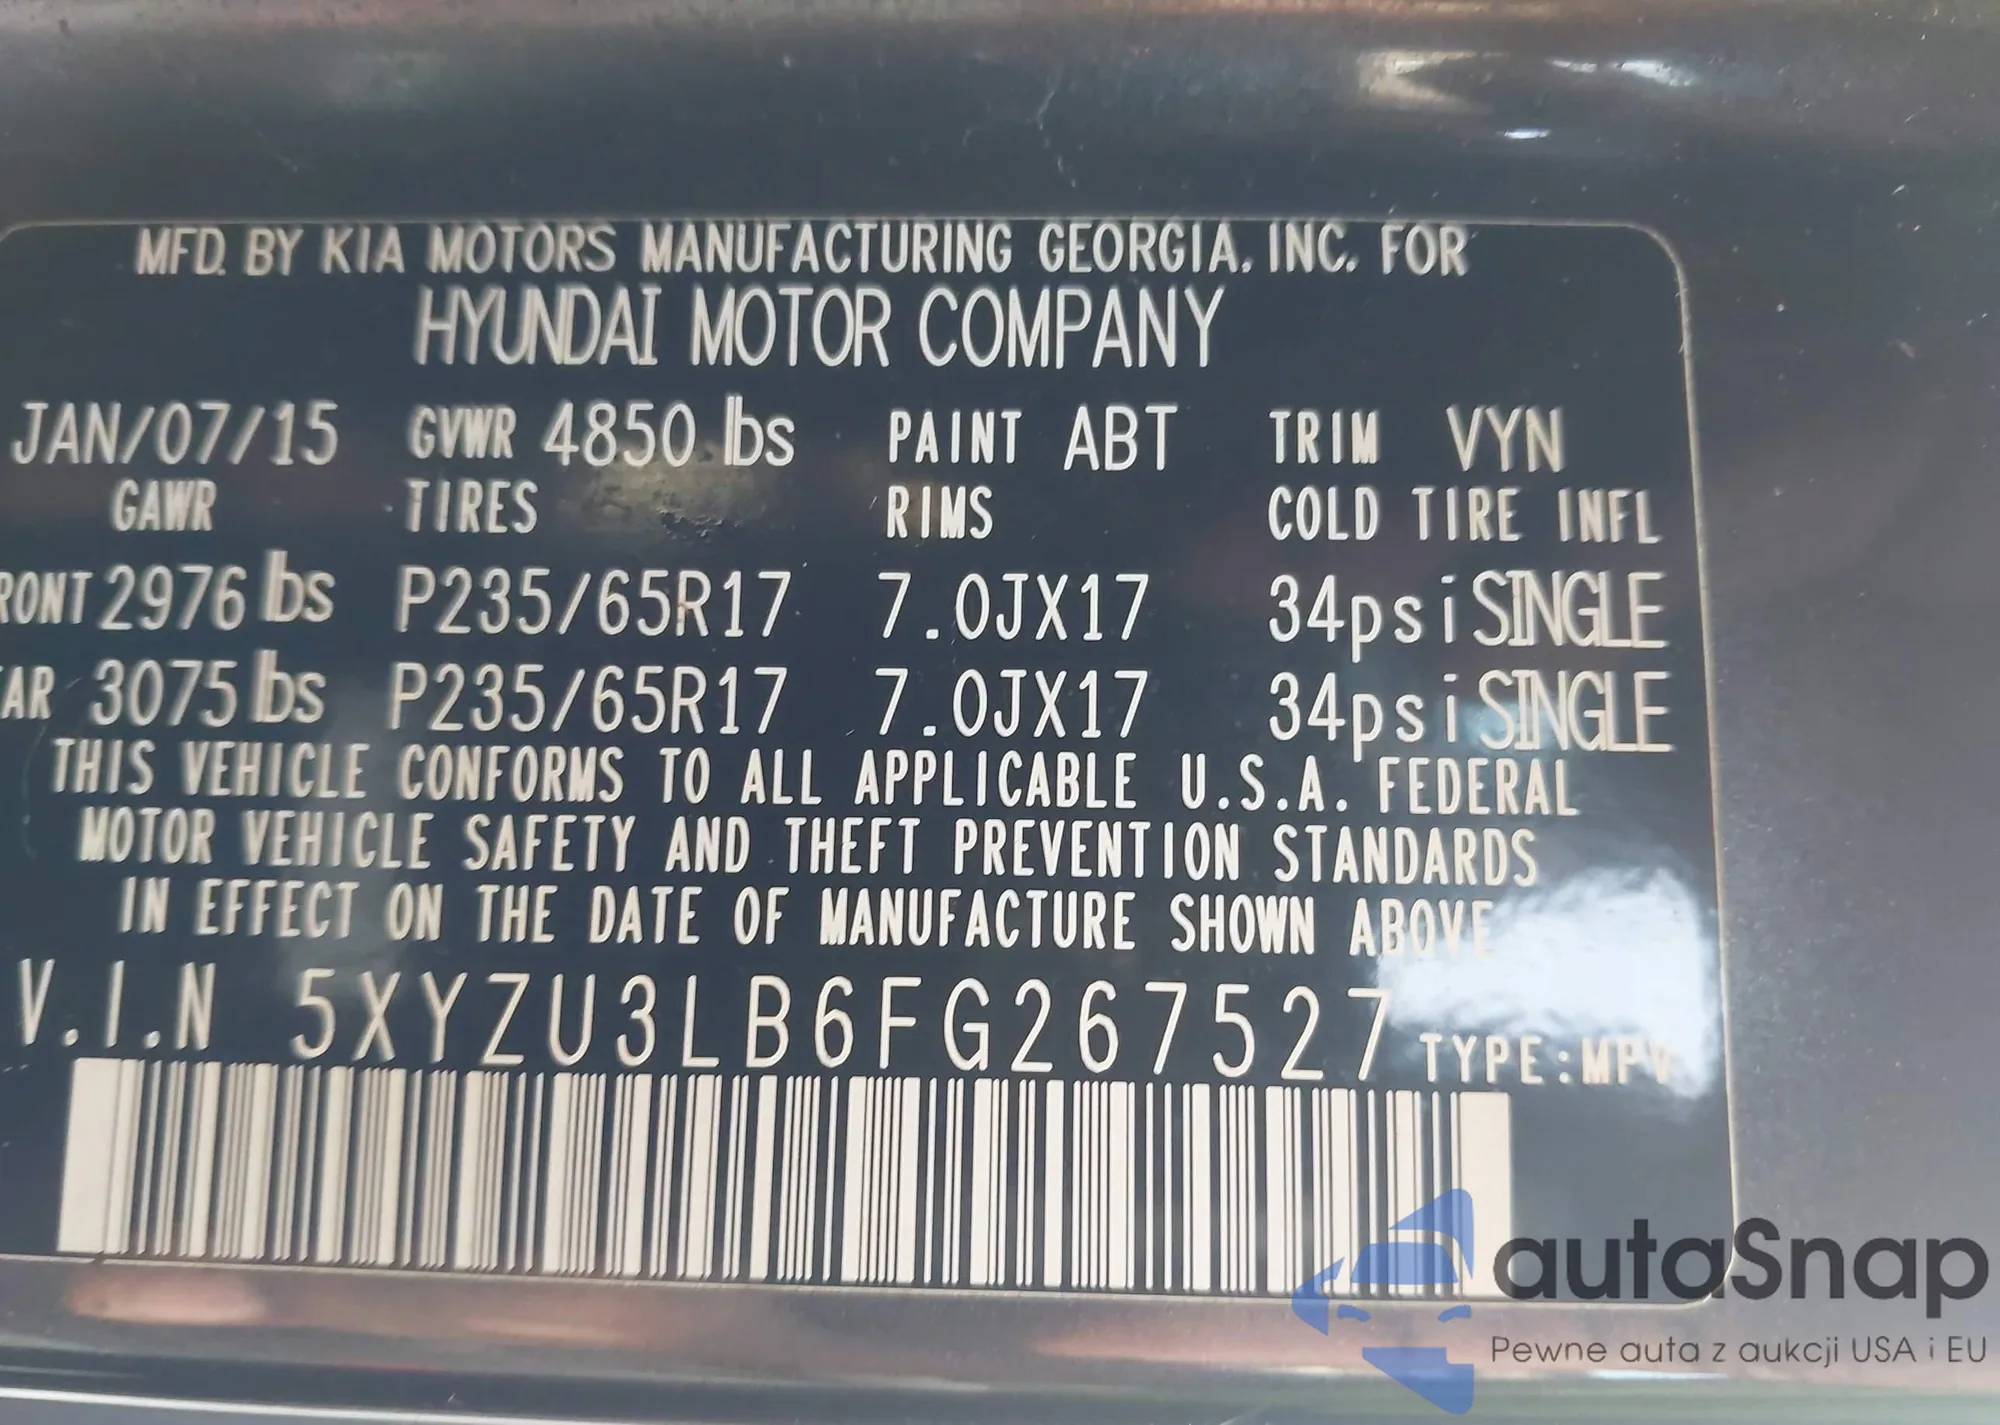 MFD. BY KIA MOTORS MANUFACTURING GEORGIA, INC. FOR
HYUNDAI MOTOR COMPANY
JAN/07/15 GVWR 4850 lbs PAINT ABT TRIM VYN
GAWR TIRES RIMS COLD TIRE INFL
RONT 2976 lbs P235/65R17 7.0JX17 34psi SINGLE
AR 3075 lbs P235/65R17 7.0JX17 34psi SINGLE
THIS VEHICLE CONFORMS TO ALL APPLICABLE U.S.A. FEDERAL
MOTOR VEHICLE SAFETY AND THEFT PREVENTION STANDARDS
IN EFFECT ON THE DATE OF MANUFACTURE SHOWN ABOVE
V.I.N 5XYZU3LB6FG267527 TYPE:MPV
autaSnap
Pewne auta z aukcji USA i EU